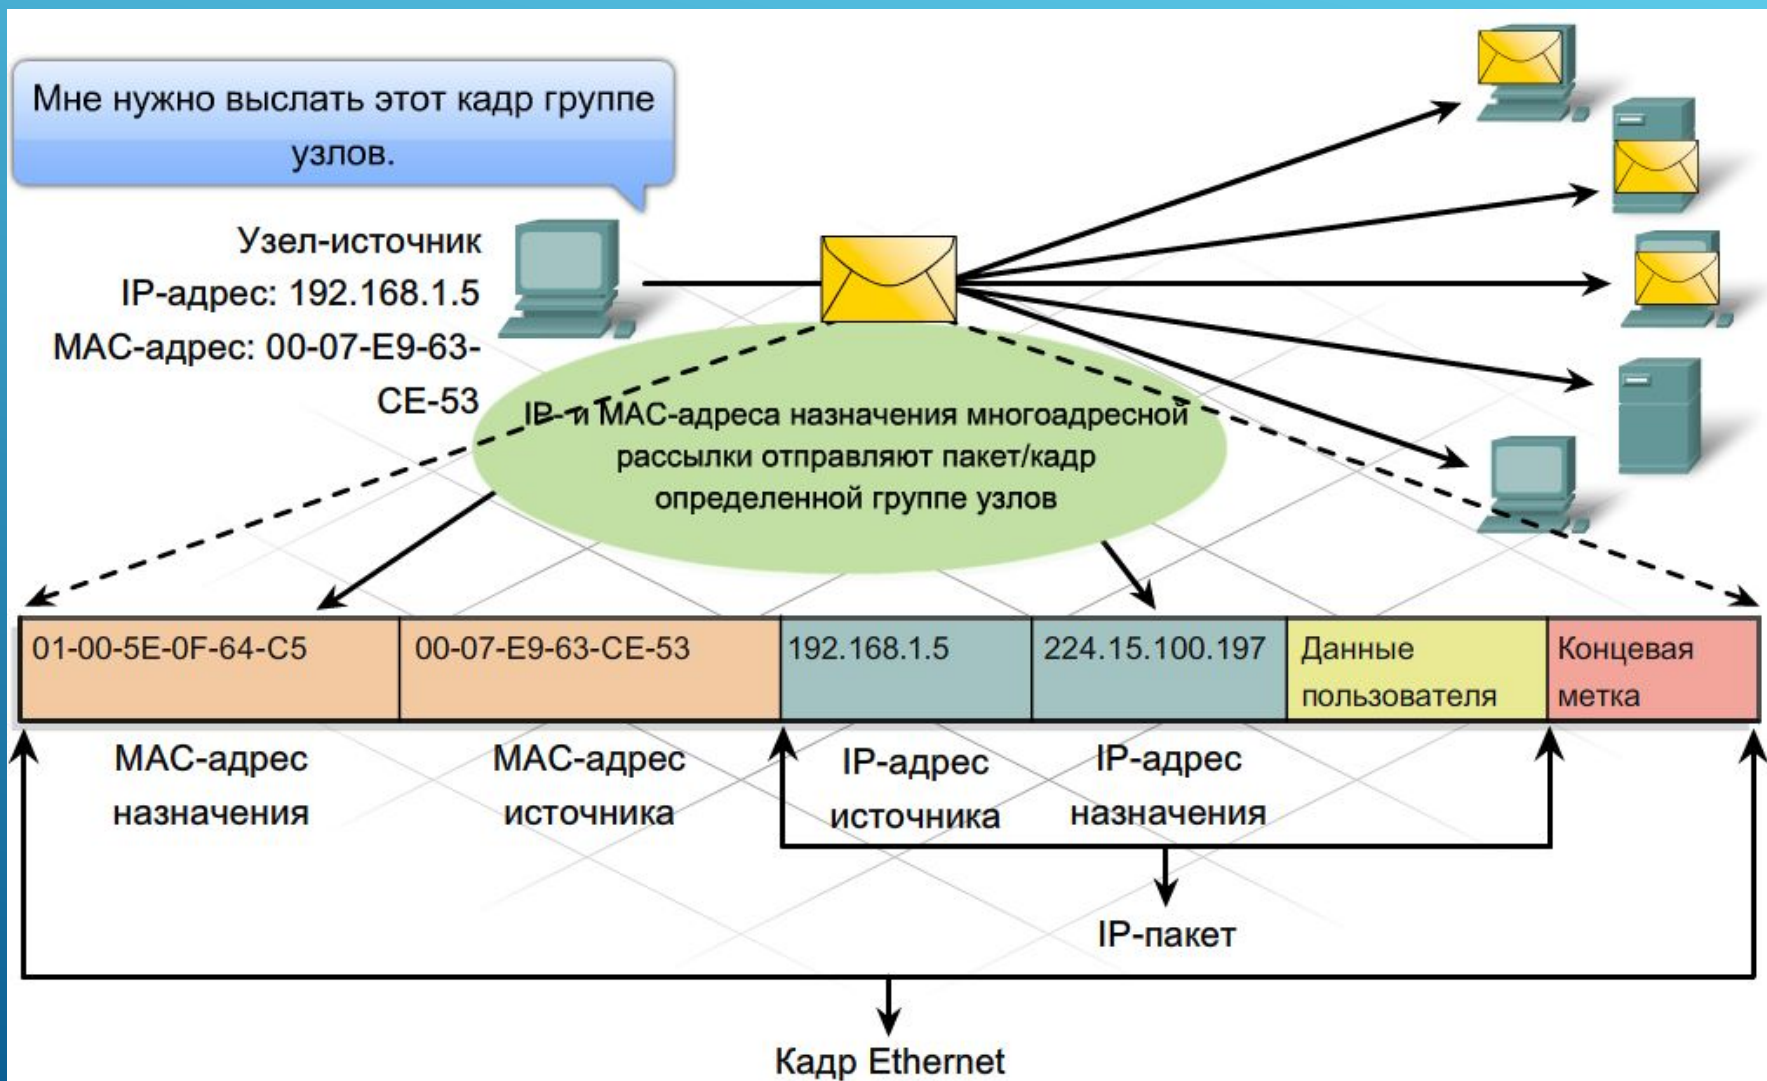 Мне нужно выслать этот кадр группе
узлов.
Узел-источник
IP-адрес: 192.168.1.5
MAC-адрес: 00-07-E9-63-
CE-53
IP- и MAC-адреса назначения многоадресной
рассылки отправляют пакет/кадр
определенной группе узлов
01-00-5E-0F-64-C5
00-07-E9-63-CE-53
192.168.1.5
224.15.100.197
Данные
пользователя
Концевая
метка
MAC-адрес
назначения
MAC-адрес
источника
IP-адрес
источника
IP-адрес
назначения
IP-пакет
Кадр Ethernet